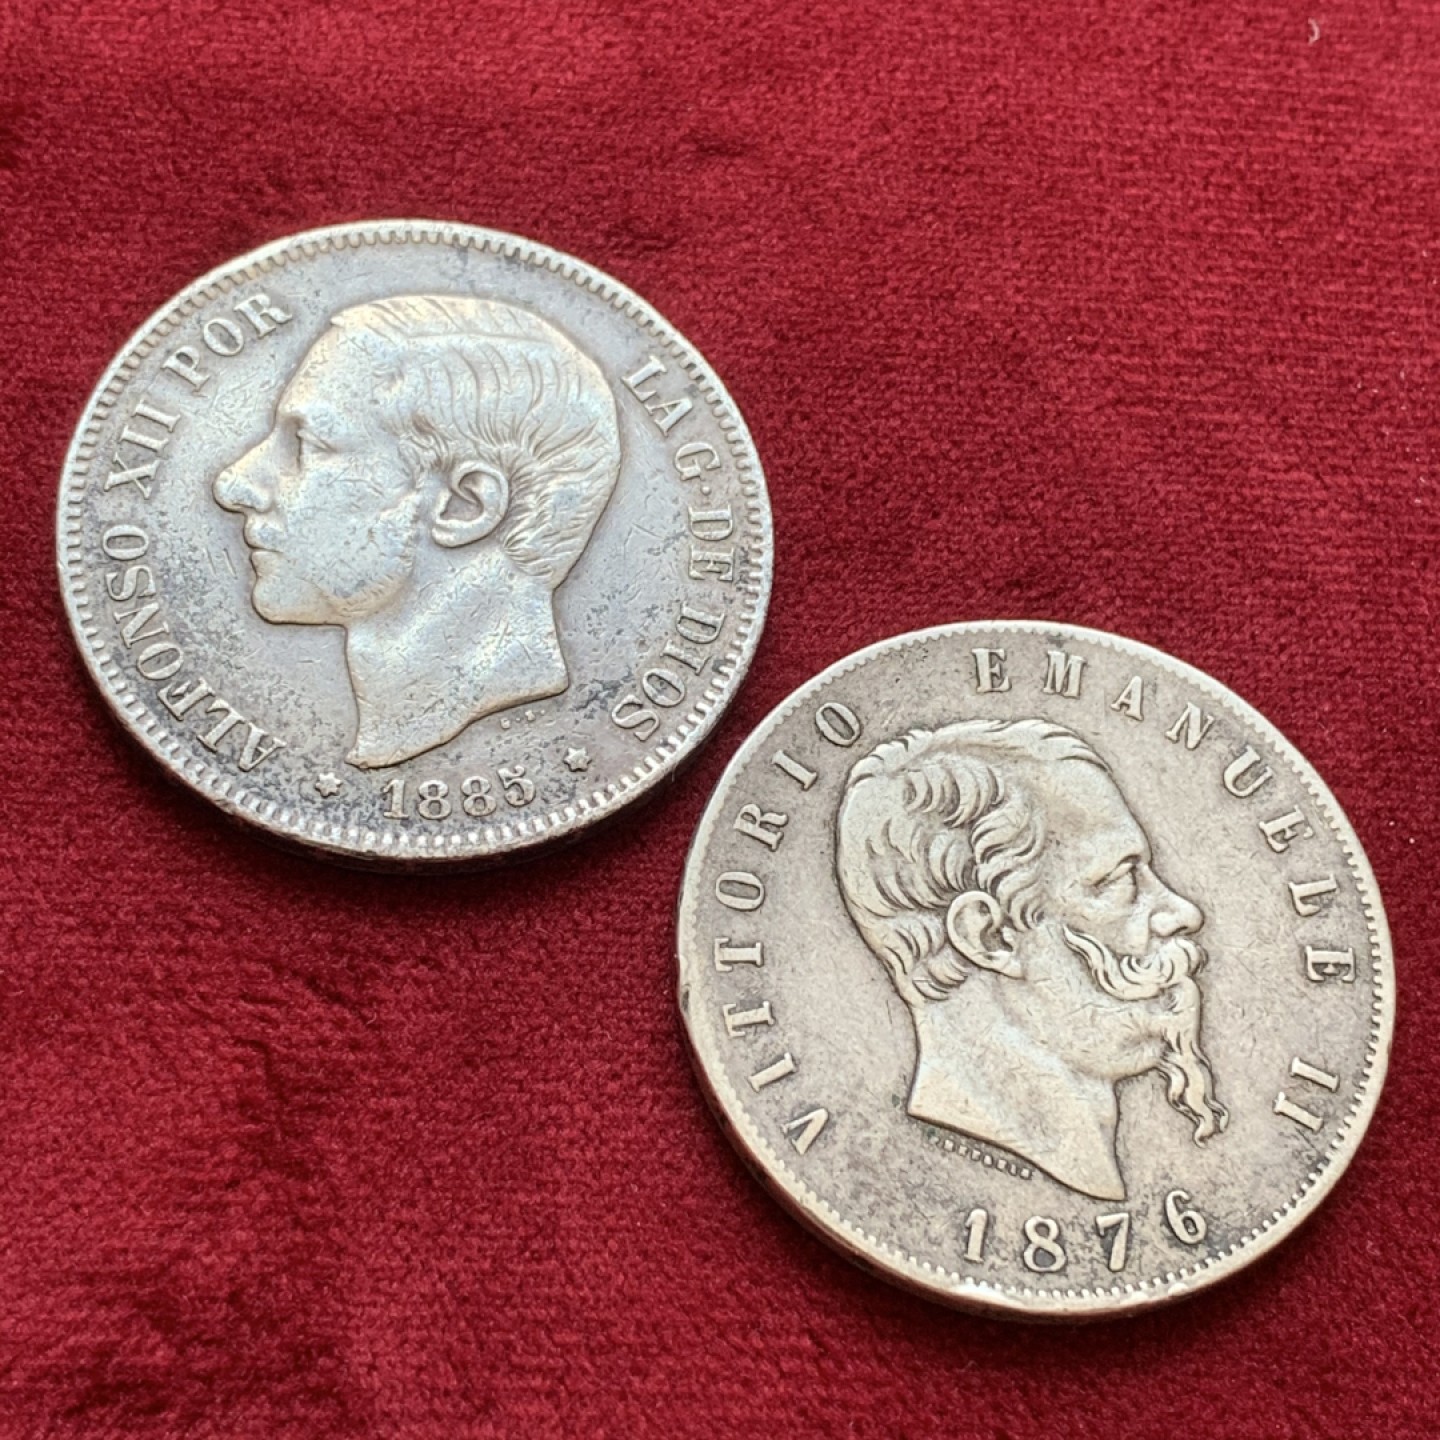 ALFONSO XII POR LA G. DE DIOS
★ 1885 ★
G. S.
VITTORIO EMANUELE II
1876